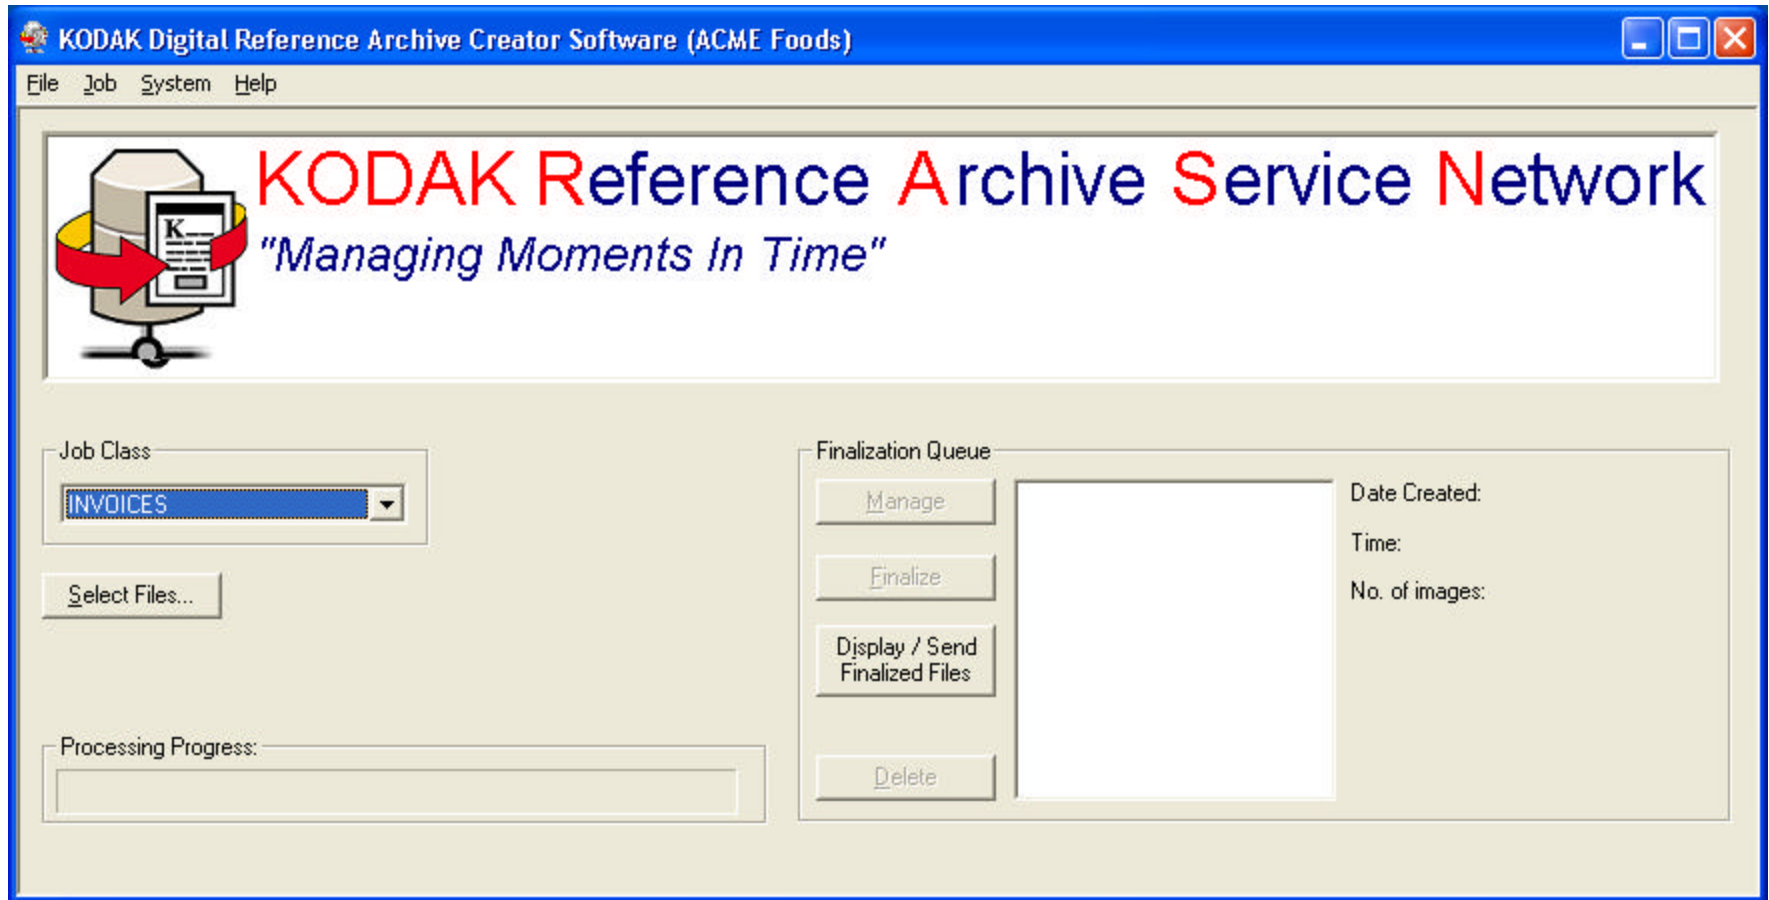 KODAK Digital Reference Archive Creator Software (ACME Foods)
File Job System Help
KODAK Reference Archive Service Network
"Managing Moments In Time"
K
Job Class
INVOICES
Select Files...
Processing Progress:
Finalization Queue
Manage
Finalize
Display / Send
Finalized Files
Delete
Date Created:
Time:
No. of images: